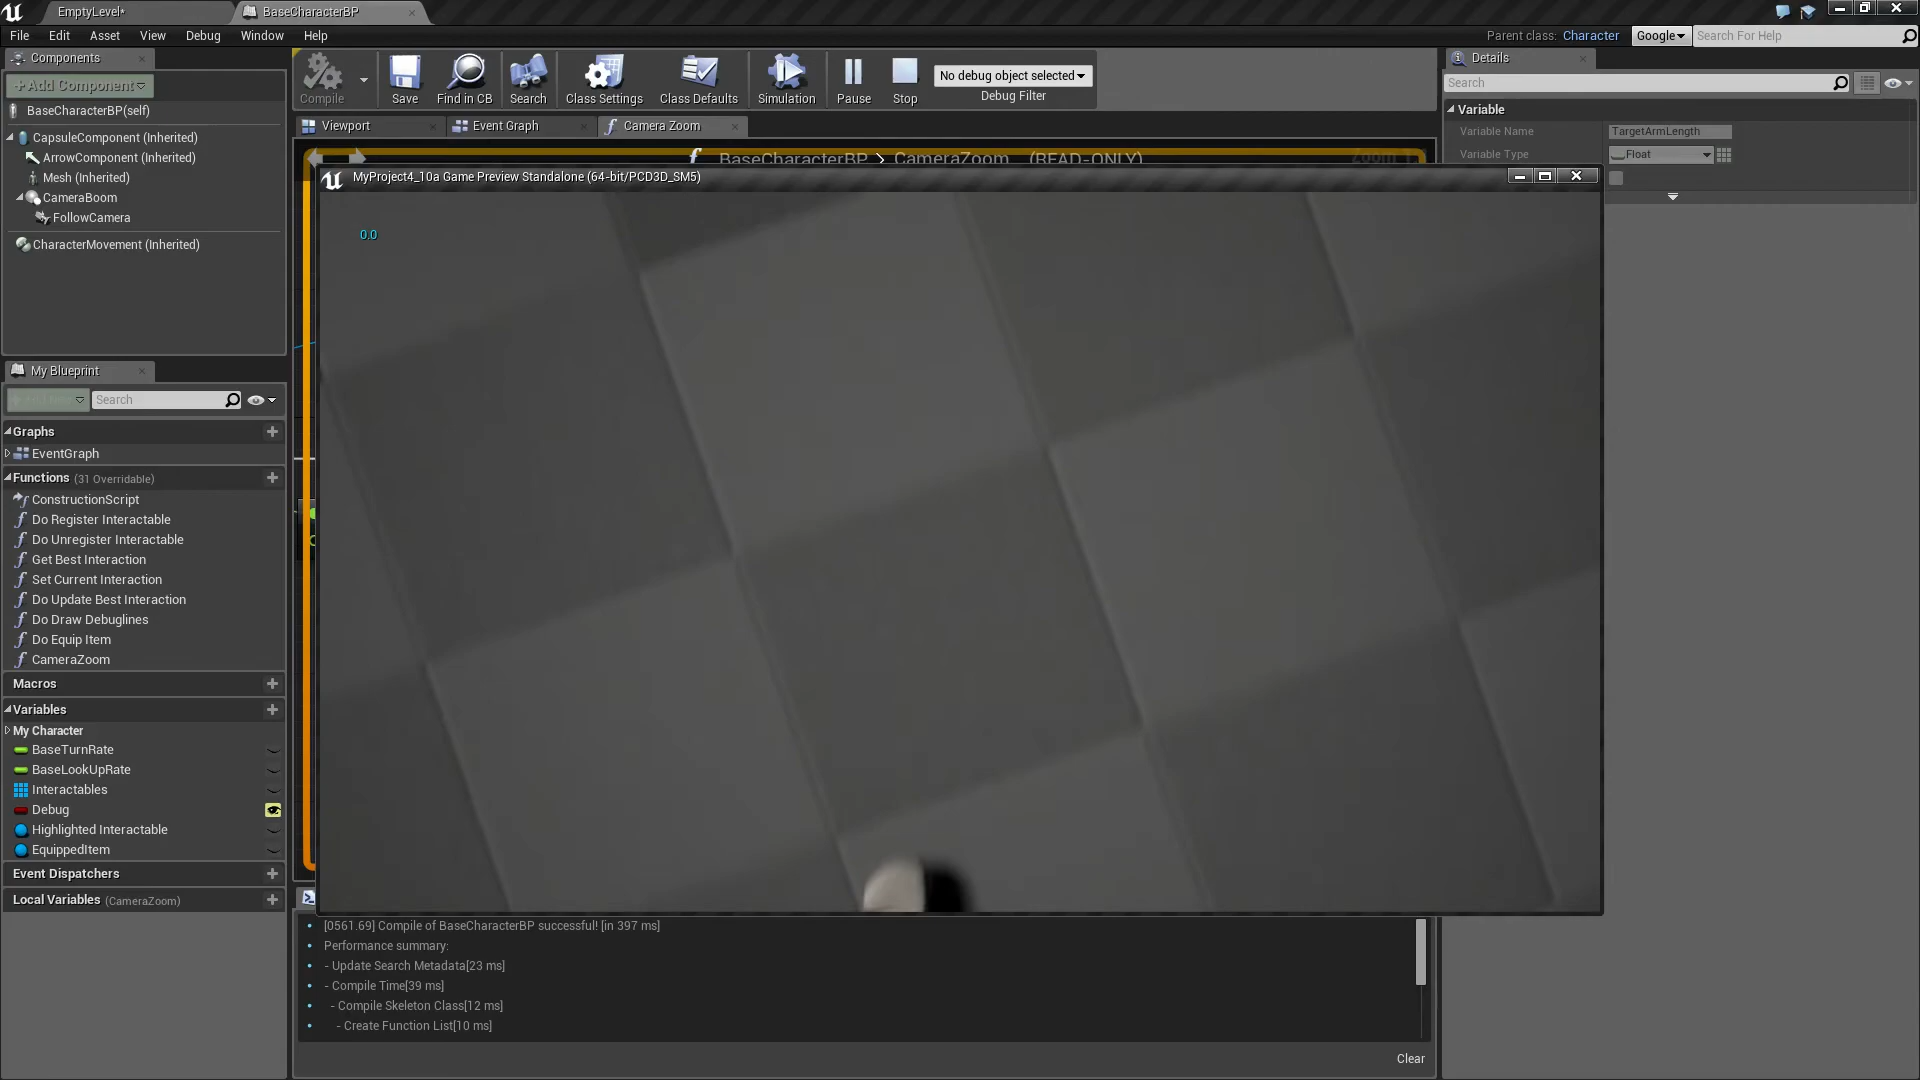 EmptyLevel*
BaseCharacterBP
File Edit Asset View Debug Window Help
Parent class: Character
Google
Search For Help
Components
+Add Component
BaseCharacterBP(self)
CapsuleComponent (Inherited)
ArrowComponent (Inherited)
Mesh (Inherited)
CameraBoom
FollowCamera
CharacterMovement (Inherited)
Compile
Save
Find in CB
Search
Class Settings
Class Defaults
Simulation
Pause
Stop
No debug object selected
Debug Filter
Viewport
Event Graph
Camera Zoom
BaseCharacterBP > CameraZoom (READ-ONLY)
MyProject4_10a Game Preview Standalone (64-bit/PCD3D_SM5)
0.0
My Blueprint
Search
Graphs
EventGraph
Functions (31 Overridable)
ConstructionScript
Do Register Interactable
Do Unregister Interactable
Get Best Interaction
Set Current Interaction
Do Update Best Interaction
Do Draw Debuglines
Do Equip Item
CameraZoom
Macros
Variables
My Character
BaseTurnRate
BaseLookUpRate
Interactables
Debug
Highlighted Interactable
EquippedItem
Event Dispatchers
Local Variables (CameraZoom)
[0561.69] Compile of BaseCharacterBP successful! [in 397 ms]
Performance summary:
- Update Search Metadata[23 ms]
- Compile Time[39 ms]
- Compile Skeleton Class[12 ms]
- Create Function List[10 ms]
Clear
Details
Search
Variable
Variable Name
TargetArmLength
Variable Type
Float